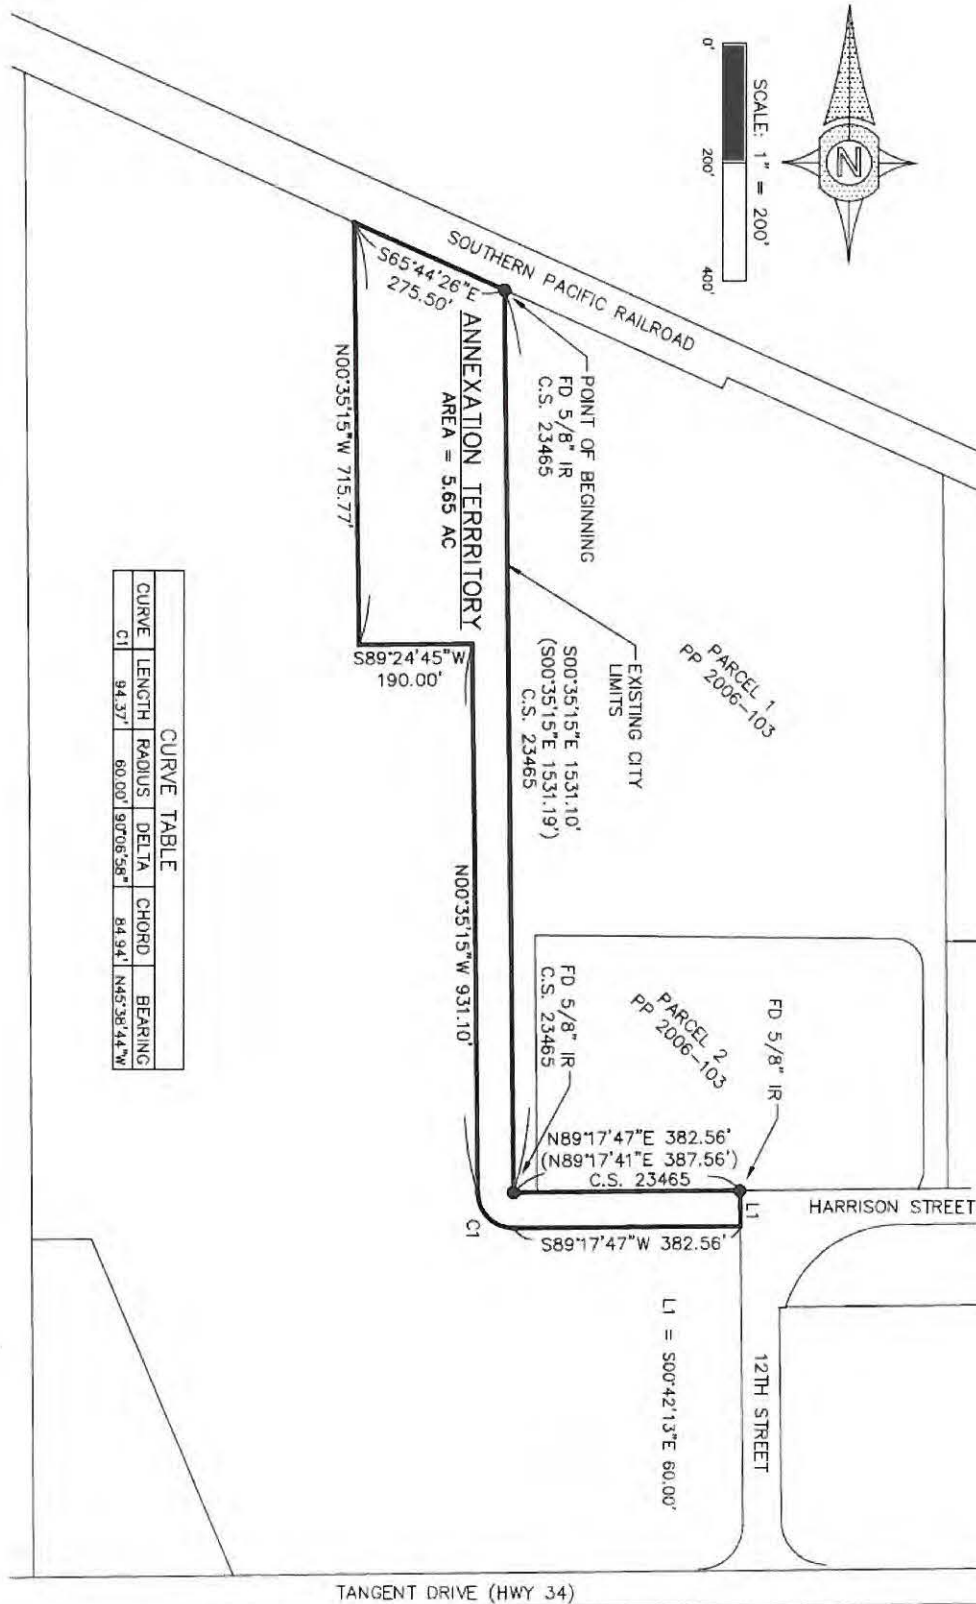 SCALE: 1" = 200'
0'
200'
400'
N
SOUTHERN PACIFIC RAILROAD
S65°44'26"E
275.50'
POINT OF BEGINNING
FD 5/8" IR
C.S. 23465
ANNEXATION TERRRITORY
AREA = 5.65 AC
N00°35'15"W 715.77'
S89°24'45"W
190.00'
EXISTING CITY
LIMITS
S00°35'15"E 1531.10'
(S00°35'15"E 1531.19')
C.S. 23465
PARCEL 1
PP 2006-103
N00°35'15"W 931.10'
FD 5/8" IR
C.S. 23465
PARCEL 2
PP 2006-103
FD 5/8" IR
N89°17'47"E 382.56'
(N89°17'41"E 387.56')
C.S. 23465
L1
HARRISON STREET
C1
S89°17'47"W 382.56'
L1 = S00°42'13"E 60.00'
12TH STREET
CURVE TABLE
CURVE LENGTH RADIUS DELTA CHORD BEARING
C1 94.37' 60.00' 90°06'58" 84.94' N45°38'44"W
TANGENT DRIVE (HWY 34)